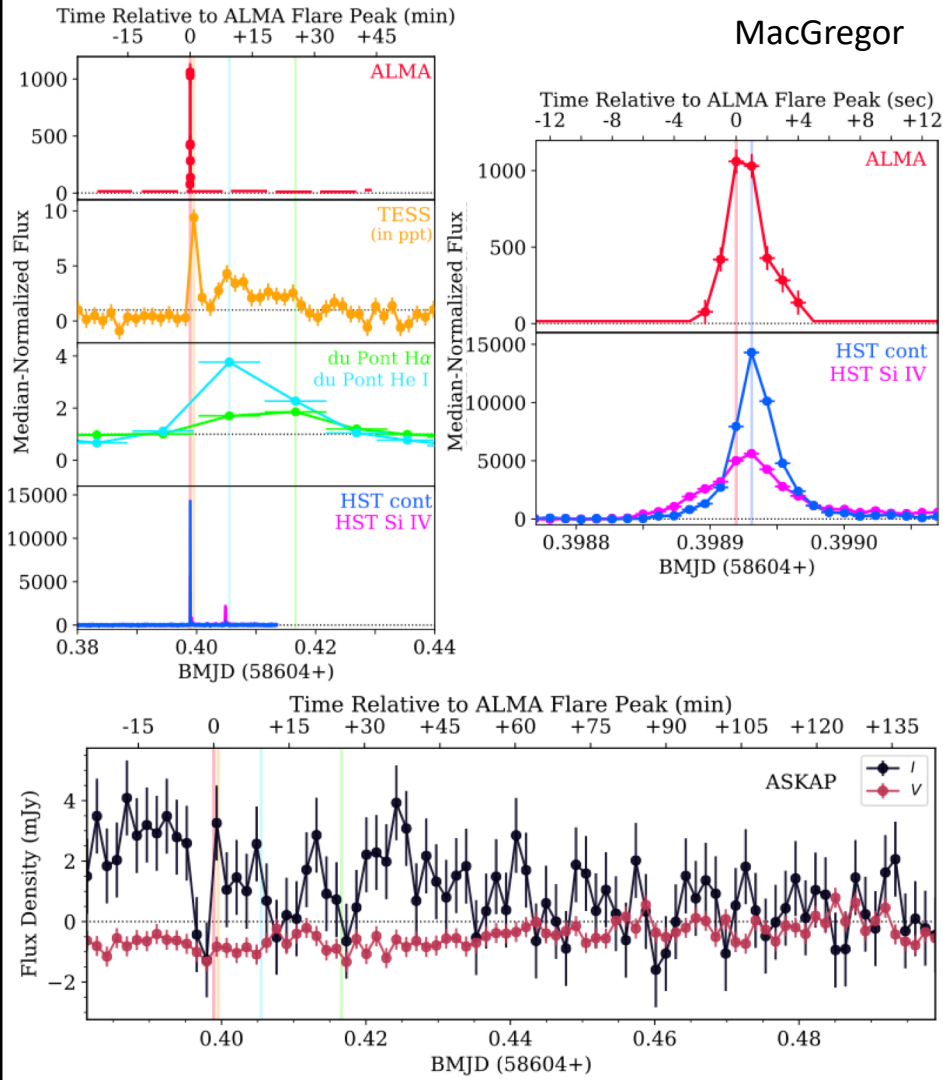 MacGregor
Time Relative to ALMA Flare Peak (min)
-15 0 +15 +30 +45
ALMA
1000
500
0
TESS
(in ppt)
10
5
0
du Pont Hα
du Pont He I
4
2
0
HST cont
HST Si IV
15000
10000
5000
0
Median-Normalized Flux
0.38 0.40 0.42 0.44
BMJD (58604+)
Time Relative to ALMA Flare Peak (sec)
-12 -8 -4 0 +4 +8 +12
ALMA
1000
500
0
HST cont
HST Si IV
15000
10000
5000
0
Median-Normalized Flux
0.3988 0.3989 0.3990
BMJD (58604+)
Time Relative to ALMA Flare Peak (min)
-15 0 +15 +30 +45 +60 +75 +90 +105 +120 +135
ASKAP
I
V
4
2
0
−2
Flux Density (mJy)
0.40 0.42 0.44 0.46 0.48
BMJD (58604+)